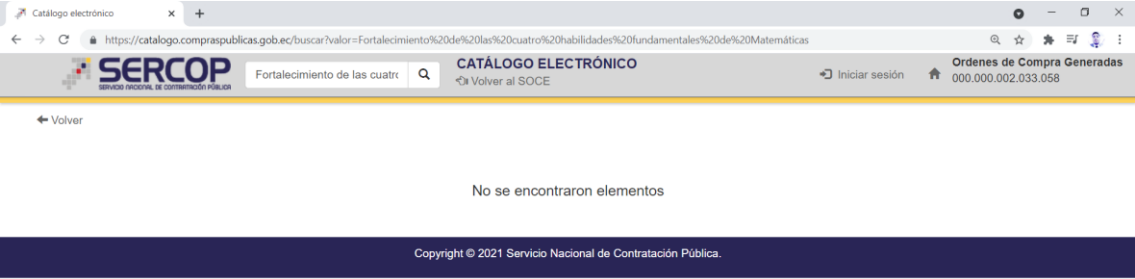 Catálogo electrónico
https://catalogo.compraspublicas.gob.ec/buscar?valor=Fortalecimiento%20de%20las%20cuatro%20habilidades%20fundamentales%20de%20Matemáticas
SERCOP
SERVICIO NACIONAL DE CONTRATACIÓN PÚBLICA
Fortalecimiento de las cuatro
CATÁLOGO ELECTRÓNICO
Volver al SOCE
Iniciar sesión
Ordenes de Compra Generadas
000.000.002.033.058
Volver
No se encontraron elementos
Copyright © 2021 Servicio Nacional de Contratación Pública.